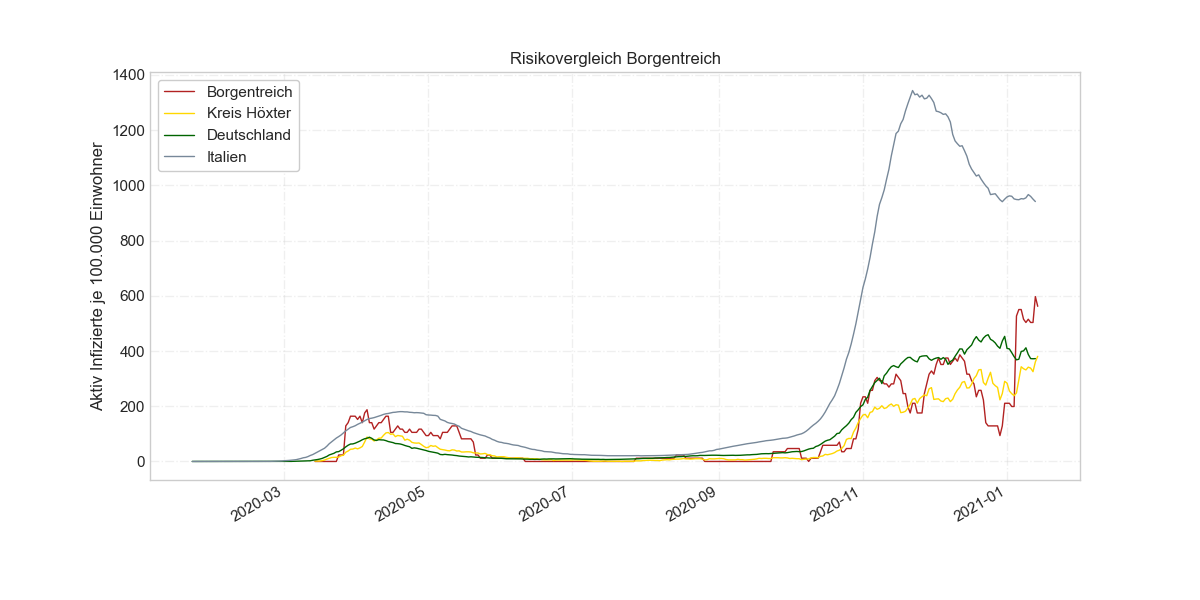 Risikovergleich Borgentreich
Aktiv Infizierte je 100.000 Einwohner
1400
1200
1000
800
600
400
200
0
Borgentreich
Kreis Höxter
Deutschland
Italien
2020-03
2020-05
2020-07
2020-09
2020-11
2021-01